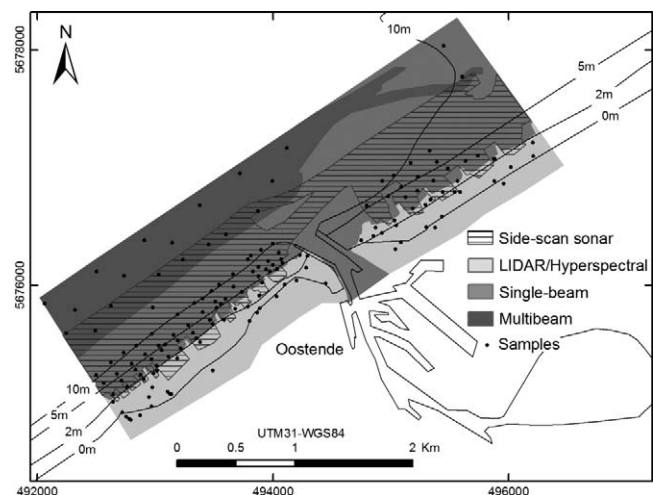 5678000
N
10m
5m
2m
0m
Side-scan sonar
LIDAR/Hyperspectral
Single-beam
Multibeam
Samples
5676000
Oostende
10m
5m
2m
0m
UTM31-WGS84
0 0.5 1 2 Km
492000 494000 496000